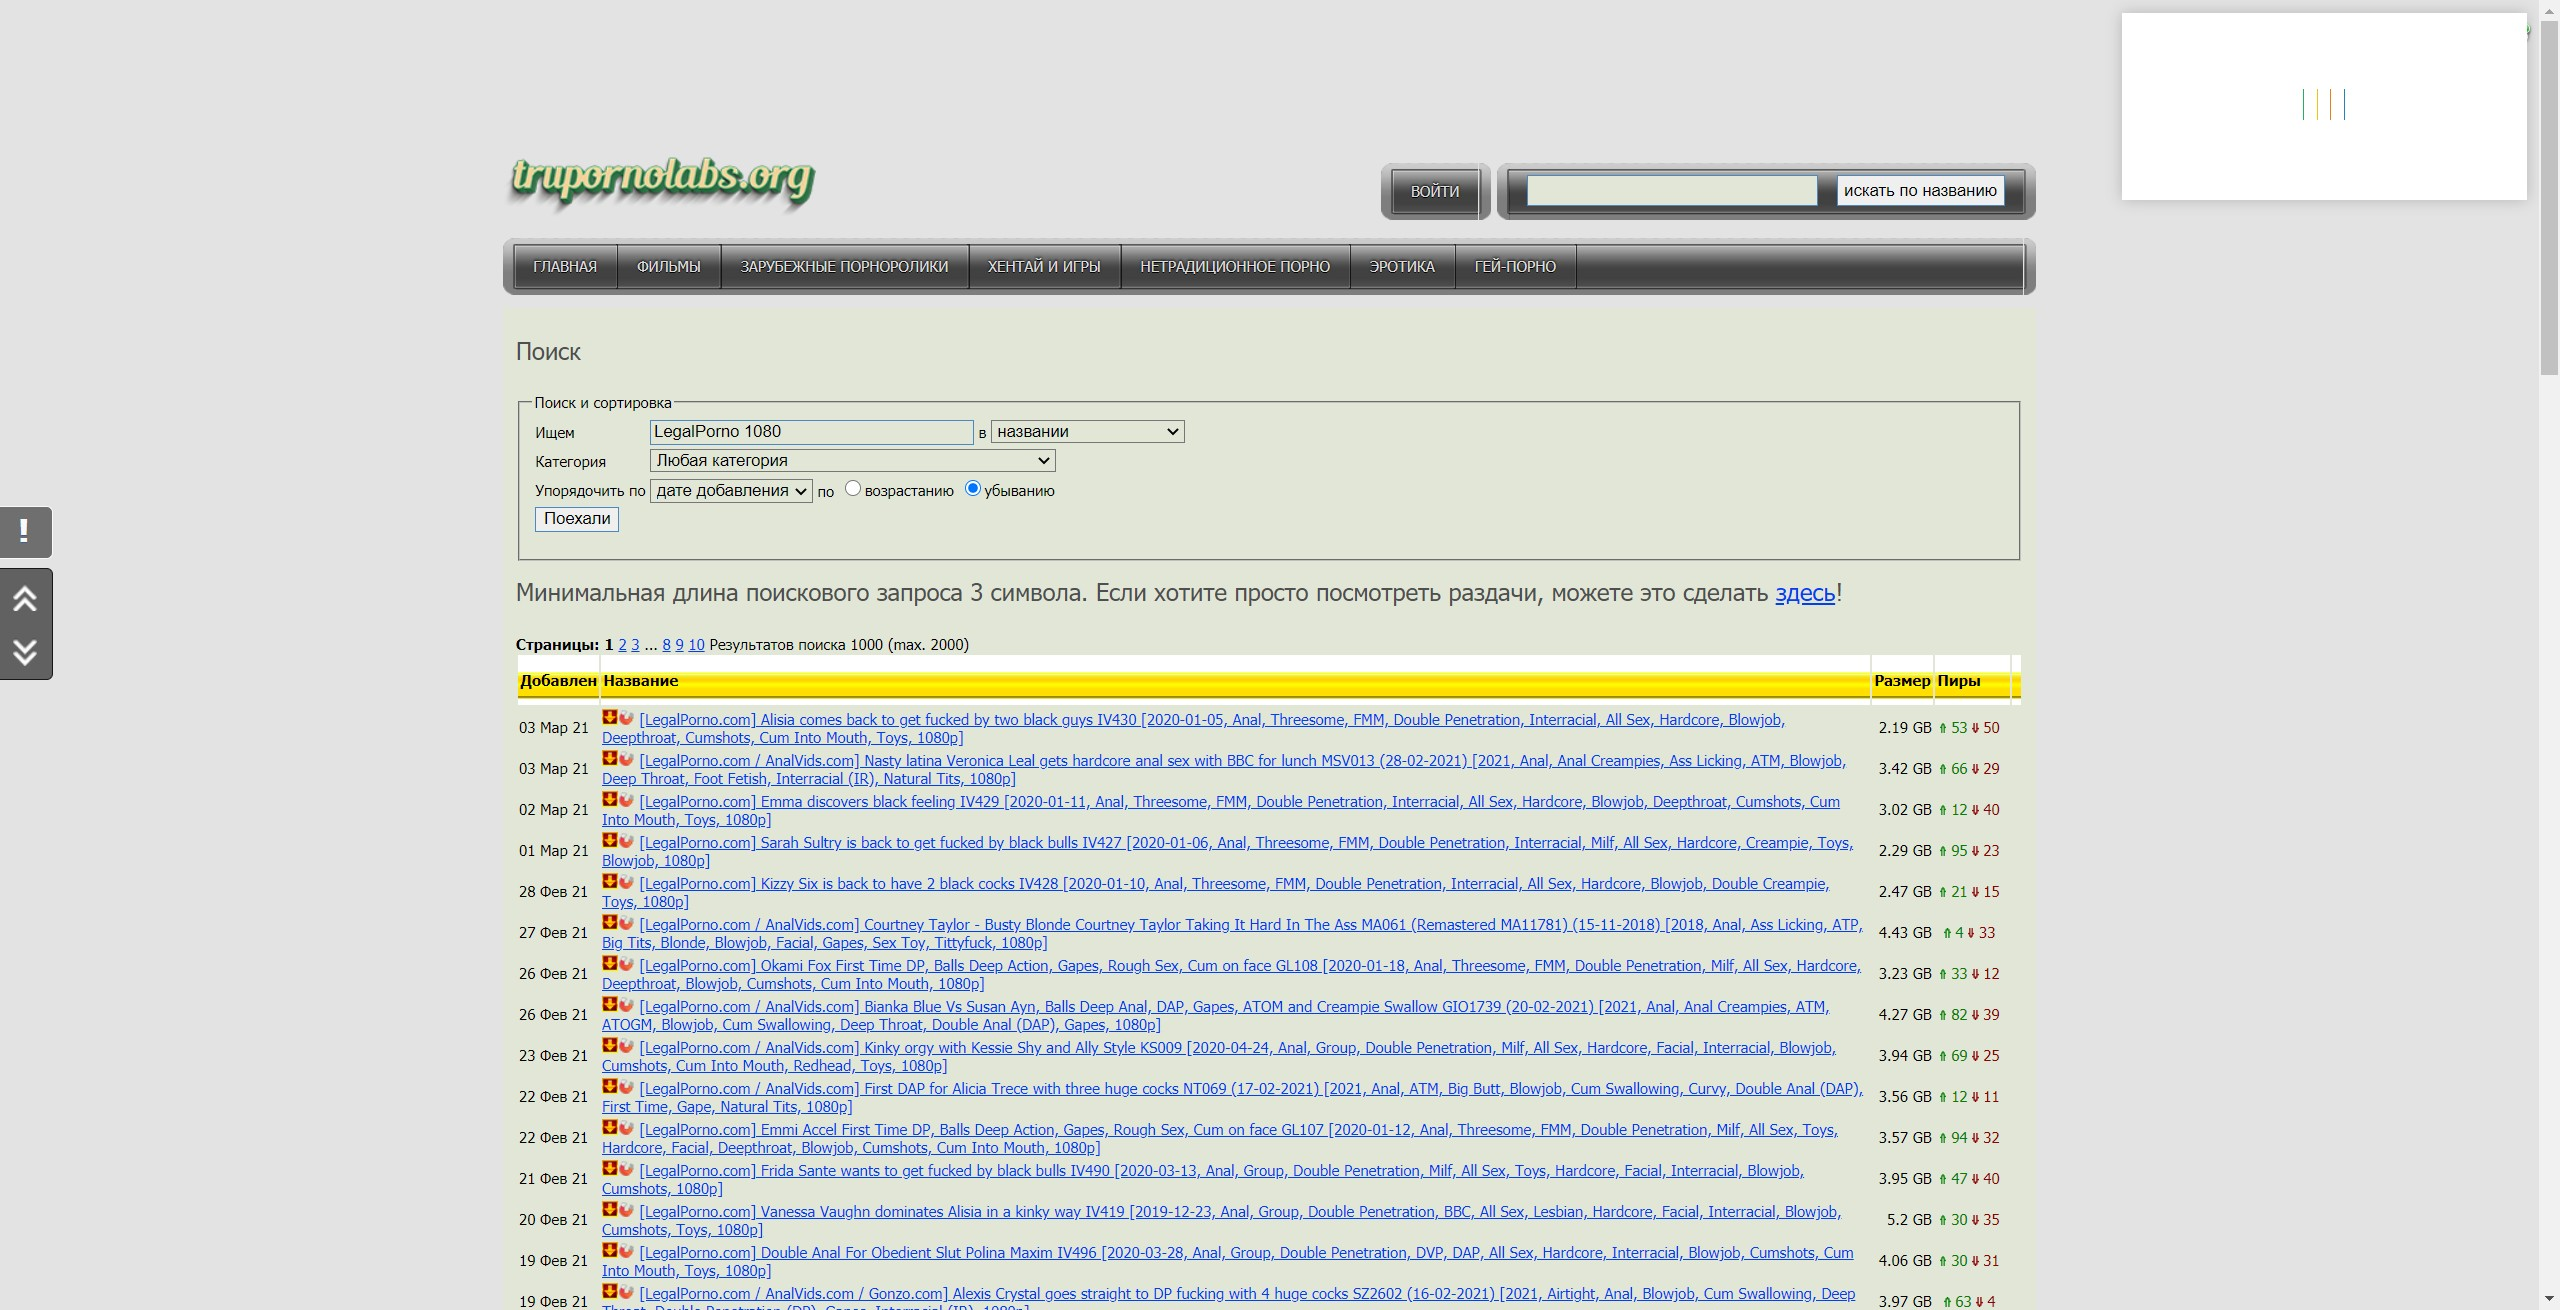 trupornolabs.org
ВОЙТИ
искать по названию
ГЛАВНАЯ ФИЛЬМЫ ЗАРУБЕЖНЫЕ ПОРНОРОЛИКИ ХЕНТАЙ И ИГРЫ НЕТРАДИЦИОННОЕ ПОРНО ЭРОТИКА ГЕЙ-ПОРНО
Поиск
Поиск и сортировка
Ищем LegalPorno 1080 в названии
Категория Любая категория
Упорядочить по дате добавления по возрастанию убыванию
Поехали
!
Минимальная длина поискового запроса 3 символа. Если хотите просто посмотреть раздачи, можете это сделать здесь!
Страницы: 1 2 3 ... 8 9 10 Результатов поиска 1000 (max. 2000)
Добавлен Название Размер Пиры
03 Мар 21 [LegalPorno.com] Alisia comes back to get fucked by two black guys IV430 [2020-01-05, Anal, Threesome, FMM, Double Penetration, Interracial, All Sex, Hardcore, Blowjob,
Deepthroat, Cumshots, Cum Into Mouth, Toys, 1080p] 2.19 GB 53 50
03 Мар 21 [LegalPorno.com / AnalVids.com] Nasty latina Veronica Leal gets hardcore anal sex with BBC for lunch MSV013 (28-02-2021) [2021, Anal, Anal Creampies, Ass Licking, ATM, Blowjob,
Deep Throat, Foot Fetish, Interracial (IR), Natural Tits, 1080p] 3.42 GB 66 29
02 Мар 21 [LegalPorno.com] Emma discovers black feeling IV429 [2020-01-11, Anal, Threesome, FMM, Double Penetration, Interracial, All Sex, Hardcore, Blowjob, Deepthroat, Cumshots, Cum
Into Mouth, Toys, 1080p] 3.02 GB 12 40
01 Мар 21 [LegalPorno.com] Sarah Sultry is back to get fucked by black bulls IV427 [2020-01-06, Anal, Threesome, FMM, Double Penetration, Interracial, Milf, All Sex, Hardcore, Creampie, Toys,
Blowjob, 1080p] 2.29 GB 95 23
28 Фев 21 [LegalPorno.com] Kizzy Six is back to have 2 black cocks IV428 [2020-01-10, Anal, Threesome, FMM, Double Penetration, Interracial, All Sex, Hardcore, Blowjob, Double Creampie,
Toys, 1080p] 2.47 GB 21 15
27 Фев 21 [LegalPorno.com / AnalVids.com] Courtney Taylor - Busty Blonde Courtney Taylor Taking It Hard In The Ass MA061 (Remastered MA11781) (15-11-2018) [2018, Anal, Ass Licking, ATP,
Big Tits, Blonde, Blowjob, Facial, Gapes, Sex Toy, Tittyfuck, 1080p] 4.43 GB 4 33
26 Фев 21 [LegalPorno.com] Okami Fox First Time DP, Balls Deep Action, Gapes, Rough Sex, Cum on face GL108 [2020-01-18, Anal, Threesome, FMM, Double Penetration, Milf, All Sex, Hardcore,
Deepthroat, Blowjob, Cumshots, Cum Into Mouth, 1080p] 3.23 GB 33 12
26 Фев 21 [LegalPorno.com / AnalVids.com] Bianka Blue Vs Susan Ayn, Balls Deep Anal, DAP, Gapes, ATOM and Creampie Swallow GIO1739 (20-02-2021) [2021, Anal, Anal Creampies, ATM,
ATOGM, Blowjob, Cum Swallowing, Deep Throat, Double Anal (DAP), Gapes, 1080p] 4.27 GB 82 39
23 Фев 21 [LegalPorno.com / AnalVids.com] Kinky orgy with Kessie Shy and Ally Style KS009 [2020-04-24, Anal, Group, Double Penetration, Milf, All Sex, Hardcore, Facial, Interracial, Blowjob,
Cumshots, Cum Into Mouth, Redhead, Toys, 1080p] 3.94 GB 69 25
22 Фев 21 [LegalPorno.com / AnalVids.com] First DAP for Alicia Trece with three huge cocks NT069 (17-02-2021) [2021, Anal, ATM, Big Butt, Blowjob, Cum Swallowing, Curvy, Double Anal (DAP),
First Time, Gape, Natural Tits, 1080p] 3.56 GB 12 11
22 Фев 21 [LegalPorno.com] Emmi Accel First Time DP, Balls Deep Action, Gapes, Rough Sex, Cum on face GL107 [2020-01-12, Anal, Threesome, FMM, Double Penetration, Milf, All Sex, Toys,
Hardcore, Facial, Deepthroat, Blowjob, Cumshots, Cum Into Mouth, 1080p] 3.57 GB 94 32
21 Фев 21 [LegalPorno.com] Frida Sante wants to get fucked by black bulls IV490 [2020-03-13, Anal, Group, Double Penetration, Milf, All Sex, Toys, Hardcore, Facial, Interracial, Blowjob,
Cumshots, 1080p] 3.95 GB 47 40
20 Фев 21 [LegalPorno.com] Vanessa Vaughn dominates Alisia in a kinky way IV419 [2019-12-23, Anal, Group, Double Penetration, BBC, All Sex, Lesbian, Hardcore, Facial, Interracial, Blowjob,
Cumshots, Toys, 1080p] 5.2 GB 30 35
19 Фев 21 [LegalPorno.com] Double Anal For Obedient Slut Polina Maxim IV496 [2020-03-28, Anal, Group, Double Penetration, DVP, DAP, All Sex, Hardcore, Interracial, Blowjob, Cumshots, Cum
Into Mouth, Toys, 1080p] 4.06 GB 30 31
19 Фев 21 [LegalPorno.com / AnalVids.com / Gonzo.com] Alexis Crystal goes straight to DP fucking with 4 huge cocks SZ2602 (16-02-2021) [2021, Airtight, Anal, Blowjob, Cum Swallowing, Deep
3.97 GB 63 4